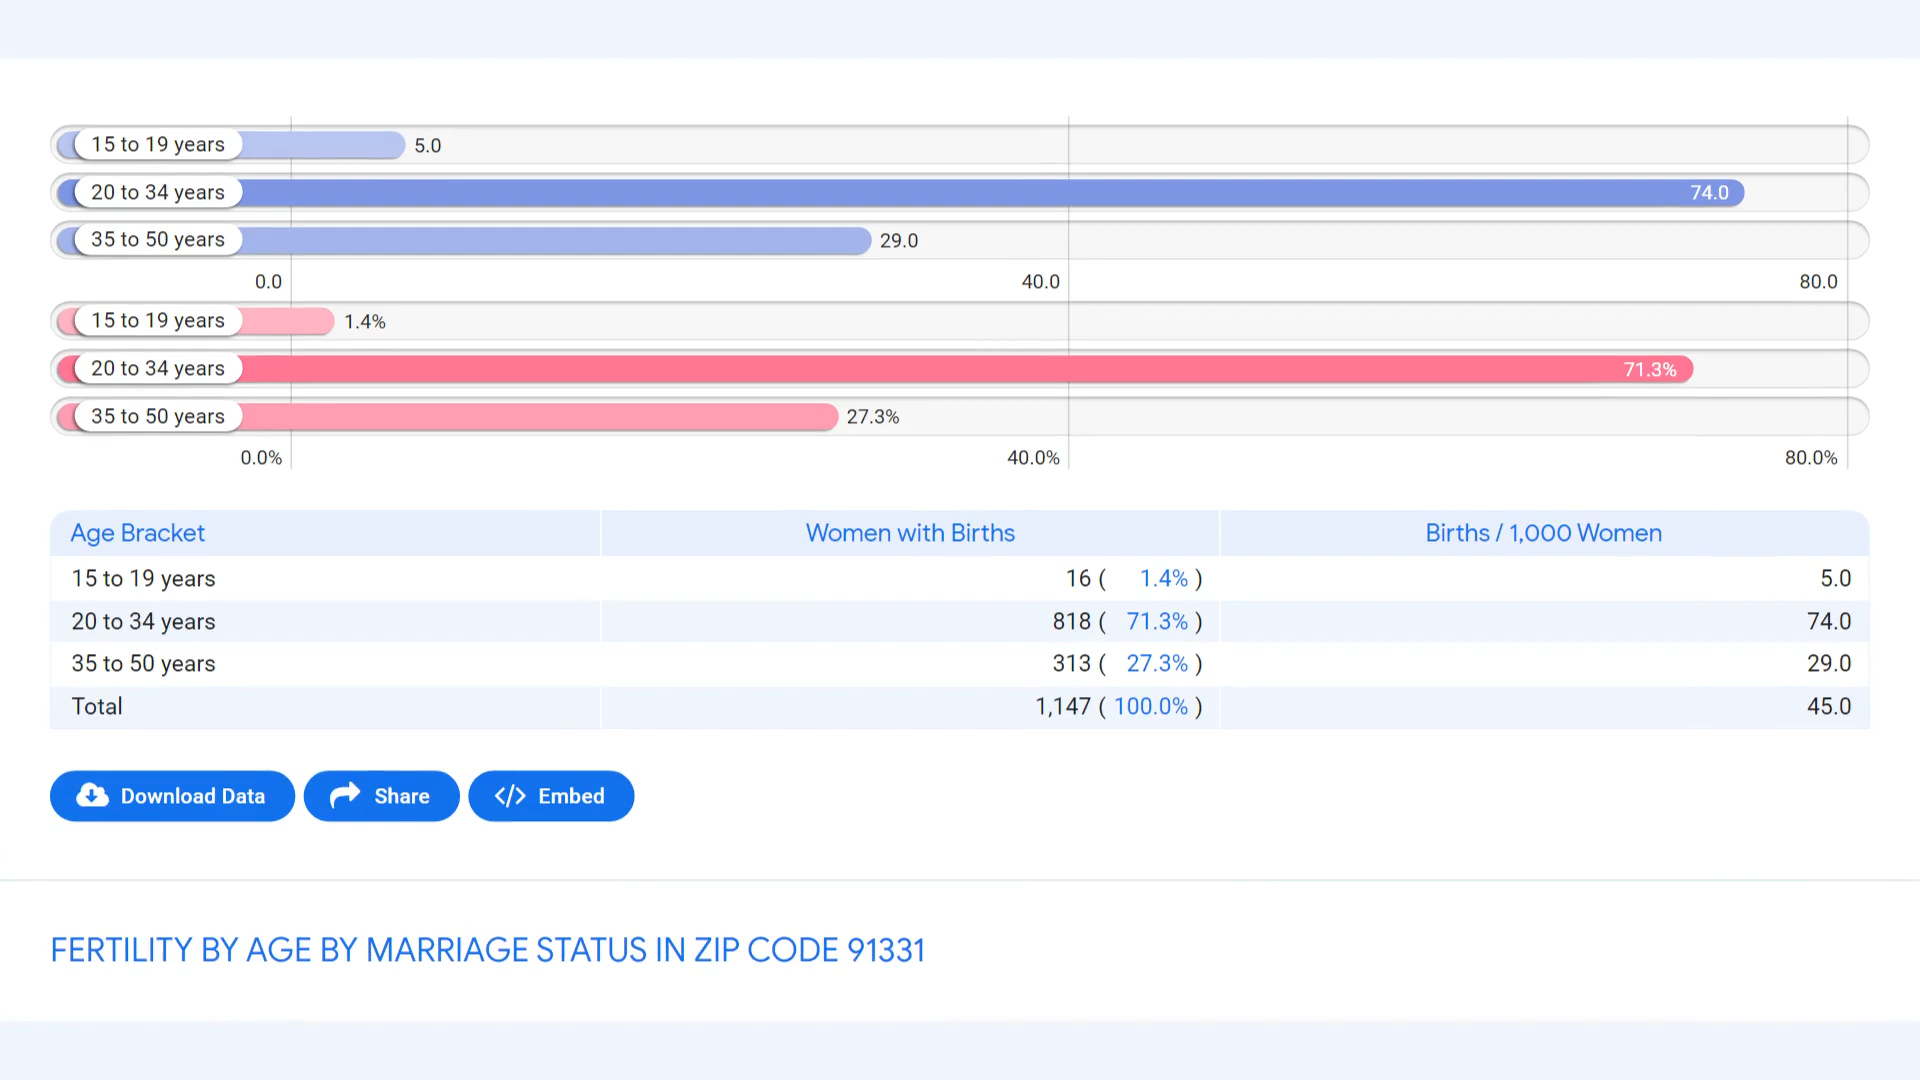 15 to 19 years 5.0
20 to 34 years 74.0
35 to 50 years 29.0
0.0 40.0 80.0
15 to 19 years 1.4%
20 to 34 years 71.3%
35 to 50 years 27.3%
0.0% 40.0% 80.0%
Age Bracket Women with Births Births / 1,000 Women
15 to 19 years 16 ( 1.4% ) 5.0
20 to 34 years 818 ( 71.3% ) 74.0
35 to 50 years 313 ( 27.3% ) 29.0
Total 1,147 ( 100.0% ) 45.0
Download Data Share </> Embed
FERTILITY BY AGE BY MARRIAGE STATUS IN ZIP CODE 91331